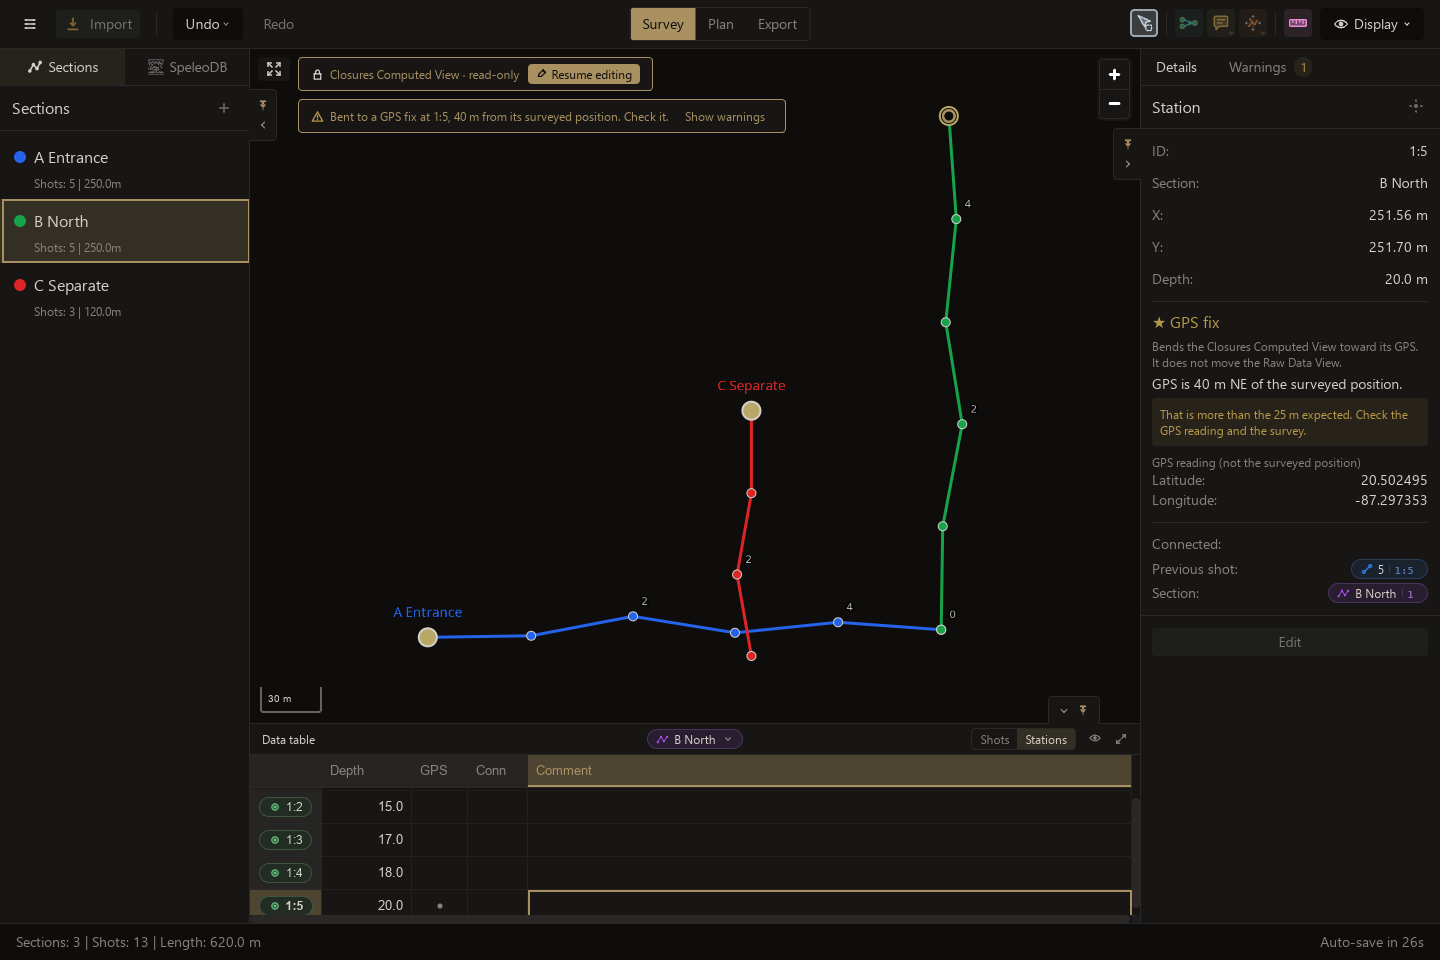 Import
Undo
Redo
Survey
Plan
Export
Display
Sections
SpeleoDB
Sections
A Entrance
Shots: 5 | 250.0m
B North
Shots: 5 | 250.0m
C Separate
Shots: 3 | 120.0m
Closures Computed View · read-only
Resume editing
Bent to a GPS fix at 1:5, 40 m from its surveyed position. Check it.
Show warnings
4
2
C Separate
2
A Entrance
2
4
0
30 m
Details
Warnings
1
Station
ID:
1:5
Section:
B North
X:
251.56 m
Y:
251.70 m
Depth:
20.0 m
★ GPS fix
Bends the Closures Computed View toward its GPS.
It does not move the Raw Data View.
GPS is 40 m NE of the surveyed position.
That is more than the 25 m expected. Check the
GPS reading and the survey.
GPS reading (not the surveyed position)
Latitude:
20.502495
Longitude:
-87.297353
Connected:
Previous shot:
5 | 1:5
Section:
B North | 1
Edit
Data table
B North
Shots
Stations
Depth
GPS
Conn
Comment
1:2
15.0
1:3
17.0
1:4
18.0
1:5
20.0
Sections: 3 | Shots: 13 | Length: 620.0 m
Auto-save in 26s